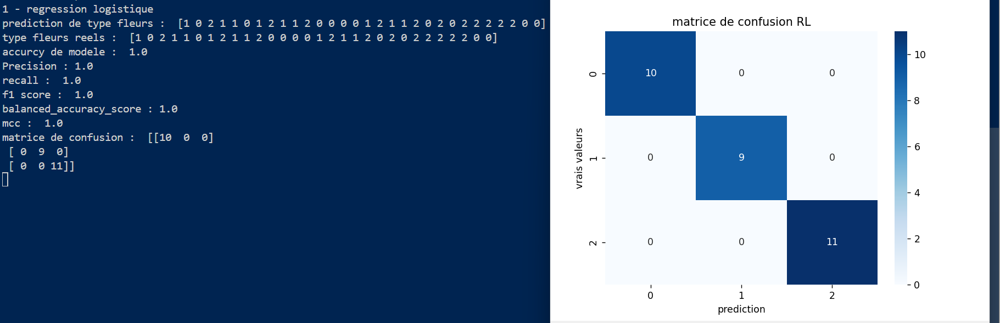 1 - regression logistique
prediction de type fleurs :  [1 0 2 1 1 0 1 2 1 1 2 0 0 0 0 1 2 1 1 2 0 2 0 2 2 2 2 2 0 0]
type fleurs reels :  [1 0 2 1 1 0 1 2 1 1 2 0 0 0 0 1 2 1 1 2 0 2 0 2 2 2 2 2 0 0]
accurcy de modele :  1.0
Precision : 1.0
recall :  1.0
f1 score :  1.0
balanced_accuracy_score : 1.0
mcc :  1.0
matrice de confusion :  [[10  0  0]
 [ 0  9  0]
 [ 0  0 11]]
matrice de confusion RL
vrais valeurs
0
10 0 0
1
0 9 0
2
0 0 11
0 1 2
prediction
10
8
6
4
2
0